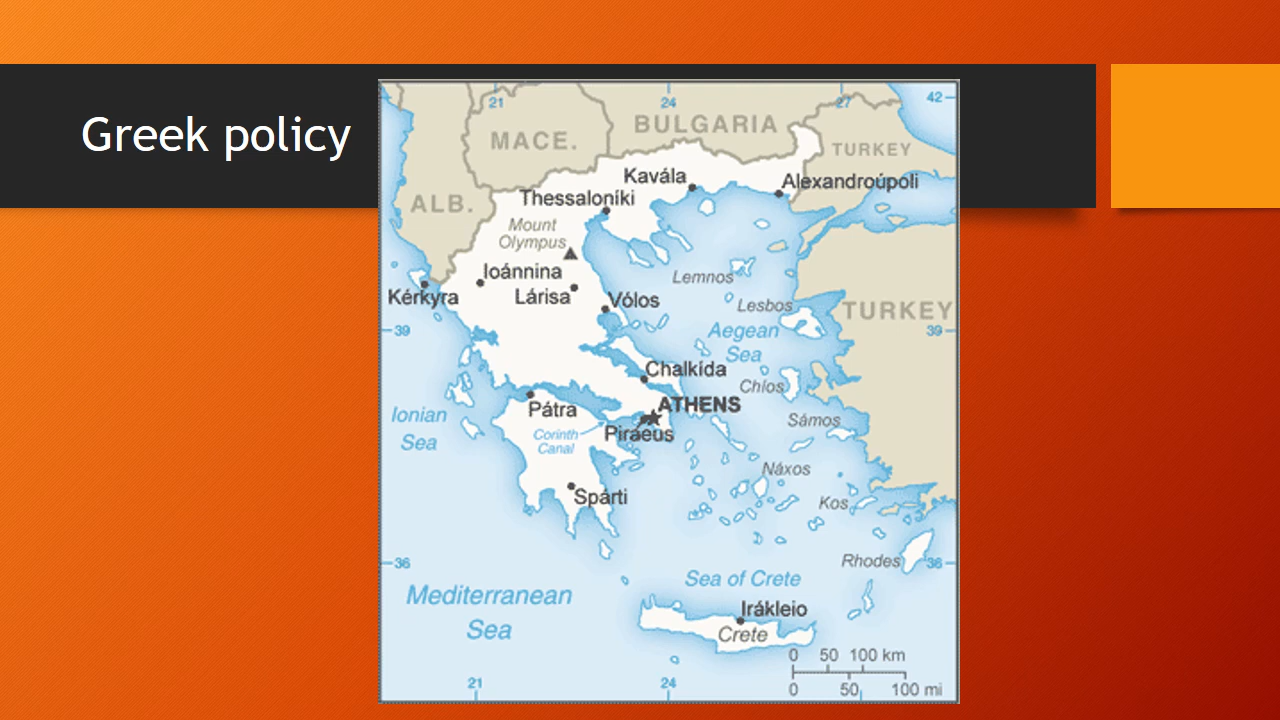 Greek policy
21
24
27
42
MACE.
BULGARIA
TURKEY
ALB.
Kavála
Alexandroúpoli
Thessaloníki
Mount
Olympus
Ioánnina
Lárisa
Kérkyra
Vólos
Lemnos
Lesbos
TURKEY
39
39
Aegean
Sea
Chalkída
Chíos
ATHENS
Ionian
Sea
Pátra
Corinth
Canal
Piraeus
Sámos
Spárti
Náxos
Kos
36
Rhodes
36
Mediterranean
Sea
Sea of Crete
Irákleio
Crete
0 50 100 km
0 50 100 mi
21
24